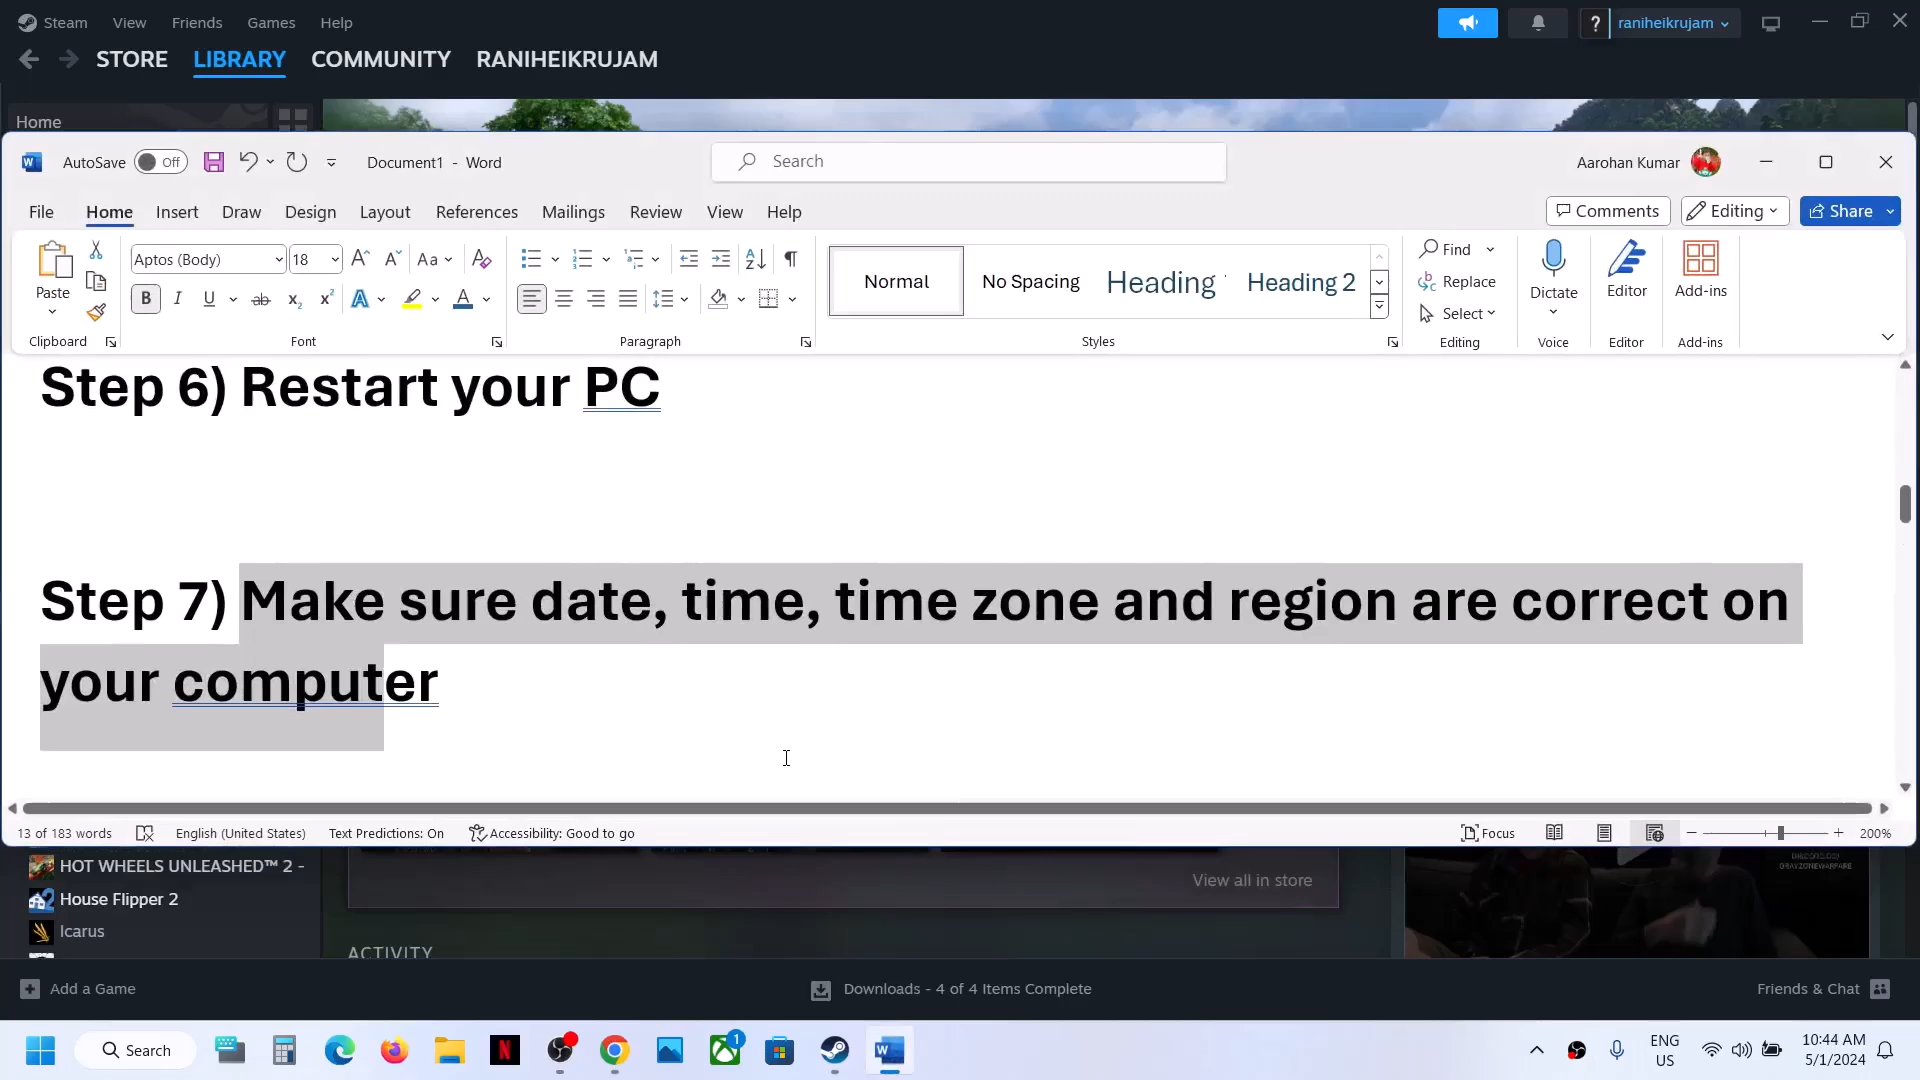 Steam View Friends Games Help raniheikrujam
STORE LIBRARY COMMUNITY RANIHEIKRUJAM
Home
AutoSave Off Document1 - Word Search Aarohan Kumar
File Home Insert Draw Design Layout References Mailings Review View Help Comments Editing Share
Paste Aptos (Body) 18 Aa Normal No Spacing Heading Heading 2 Find Replace Select Dictate Editor Add-ins
Clipboard Font Paragraph Styles Editing Voice Editor Add-ins
Step 6) Restart your PC
Step 7) Make sure date, time, time zone and region are correct on
your computer
13 of 183 words English (United States) Text Predictions: On Accessibility: Good to go Focus 200%
HOT WHEELS UNLEASHED™ 2 -
View all in store
House Flipper 2
Icarus
ACTIVITY
Add a Game Downloads - 4 of 4 Items Complete Friends & Chat
Search 1 ENG
US 10:44 AM
5/1/2024